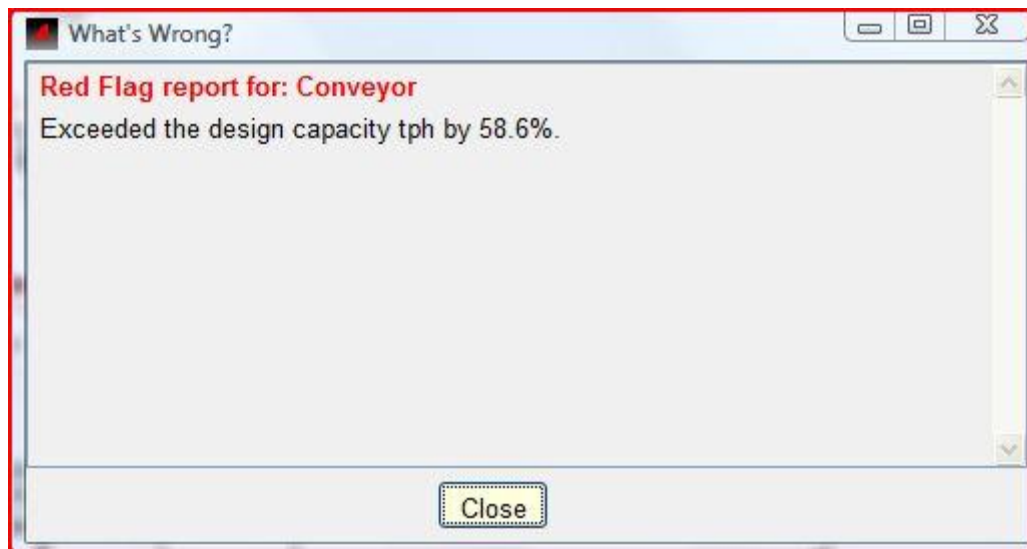 What's Wrong?
Red Flag report for: Conveyor
Exceeded the design capacity tph by 58.6%.
Close